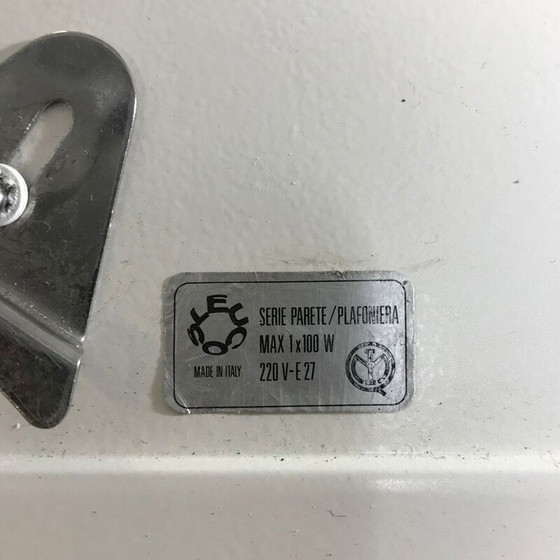 SERIE PARETE/PLAFONIERA
MAX 1x100 W
220 V-E 27
MADE IN ITALY